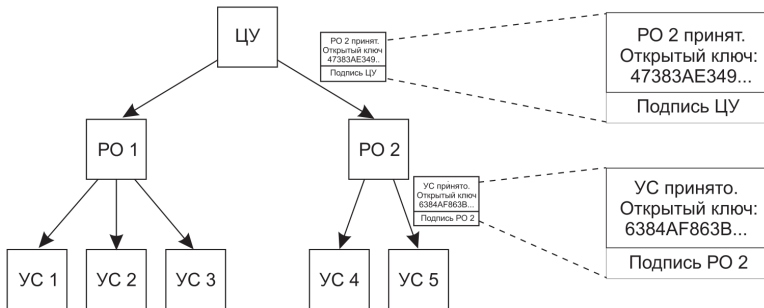 ЦУ
РО 2 принят.
Открытый ключ
47383AE349..
Подпись ЦУ
РО 2 принят.
Открытый ключ:
47383AE349...
Подпись ЦУ
РО 1
РО 2
УС принято.
Открытый ключ
6384AF863B...
Подпись РО 2
УС принято.
Открытый ключ:
6384AF863B...
Подпись РО 2
УС 1
УС 2
УС 3
УС 4
УС 5